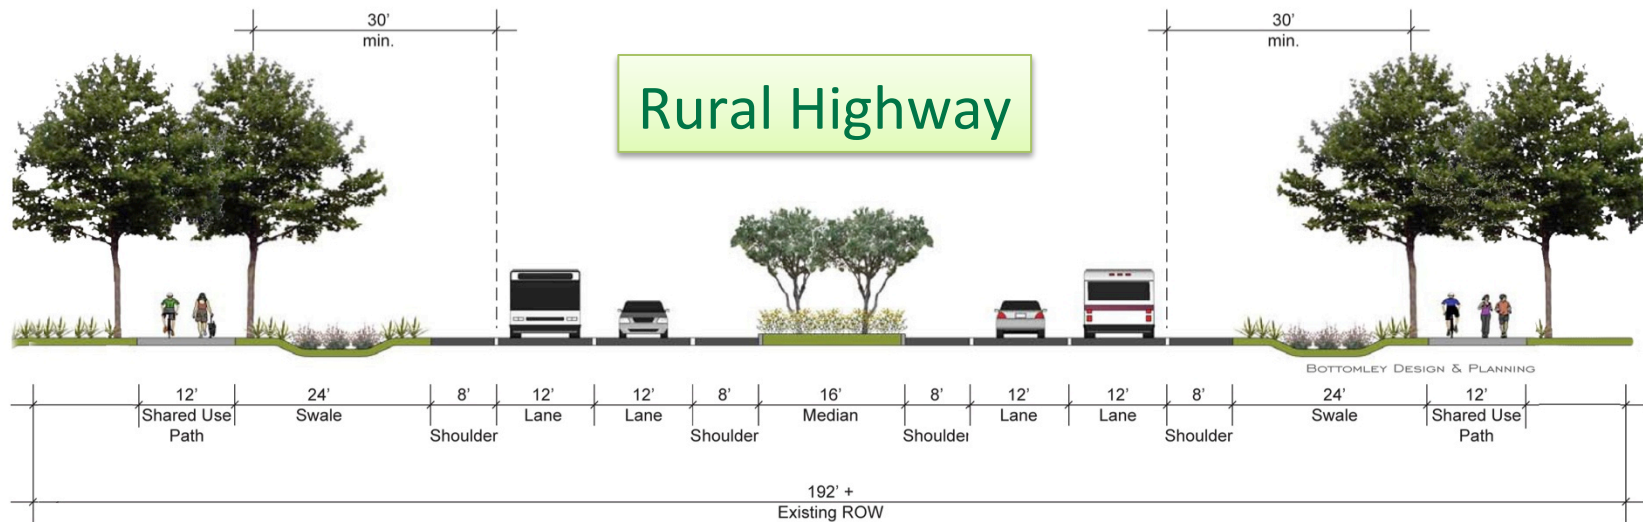 30'
min.
30'
min.
Rural Highway
BOTTOMLEY DESIGN & PLANNING
12'
Shared Use
Path
24'
Swale
8'
Shoulder
12'
Lane
12'
Lane
8'
Shoulder
16'
Median
8'
Shoulder
12'
Lane
12'
Lane
8'
Shoulder
24'
Swale
12'
Shared Use
Path
192' +
Existing ROW